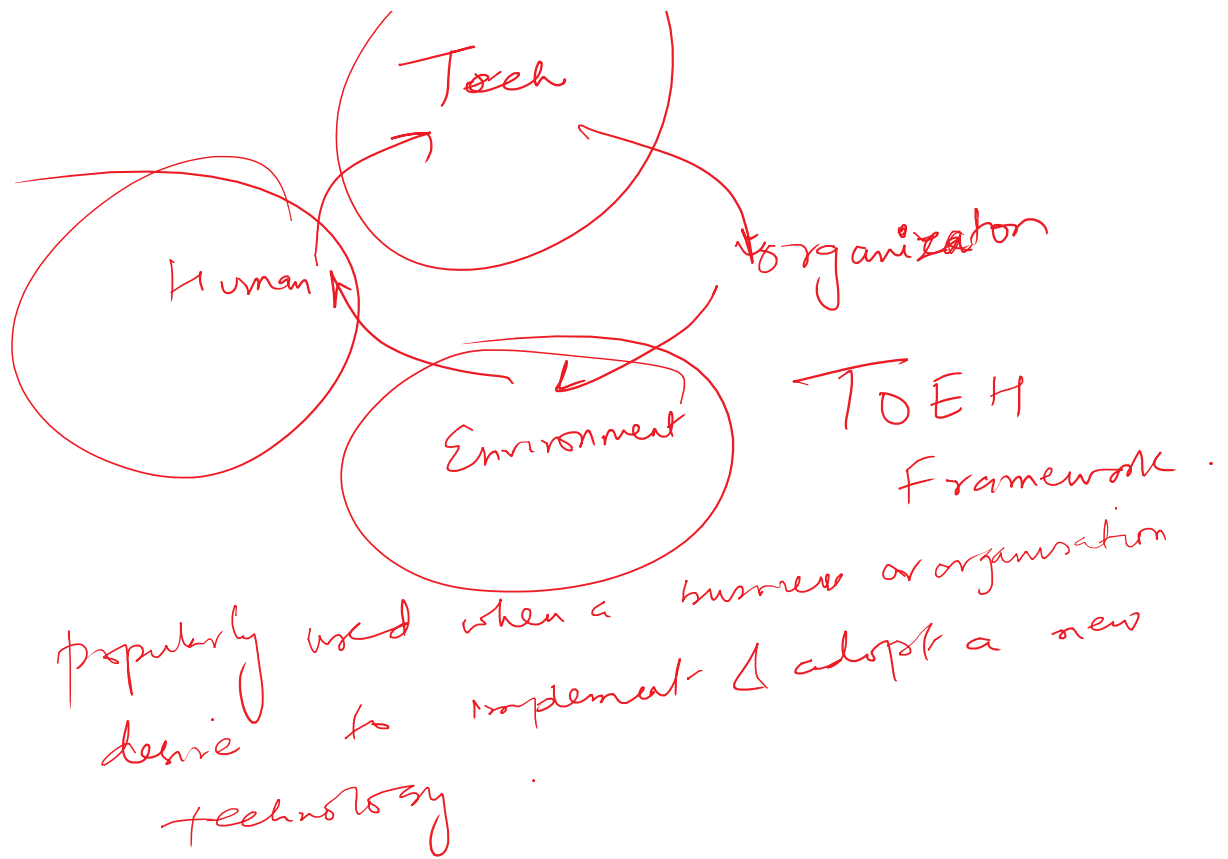 Tech
Human
organization
Environment
TOEH
Framework.
popularly used when a business or organisation
desire to implement & adopt a new
technology.